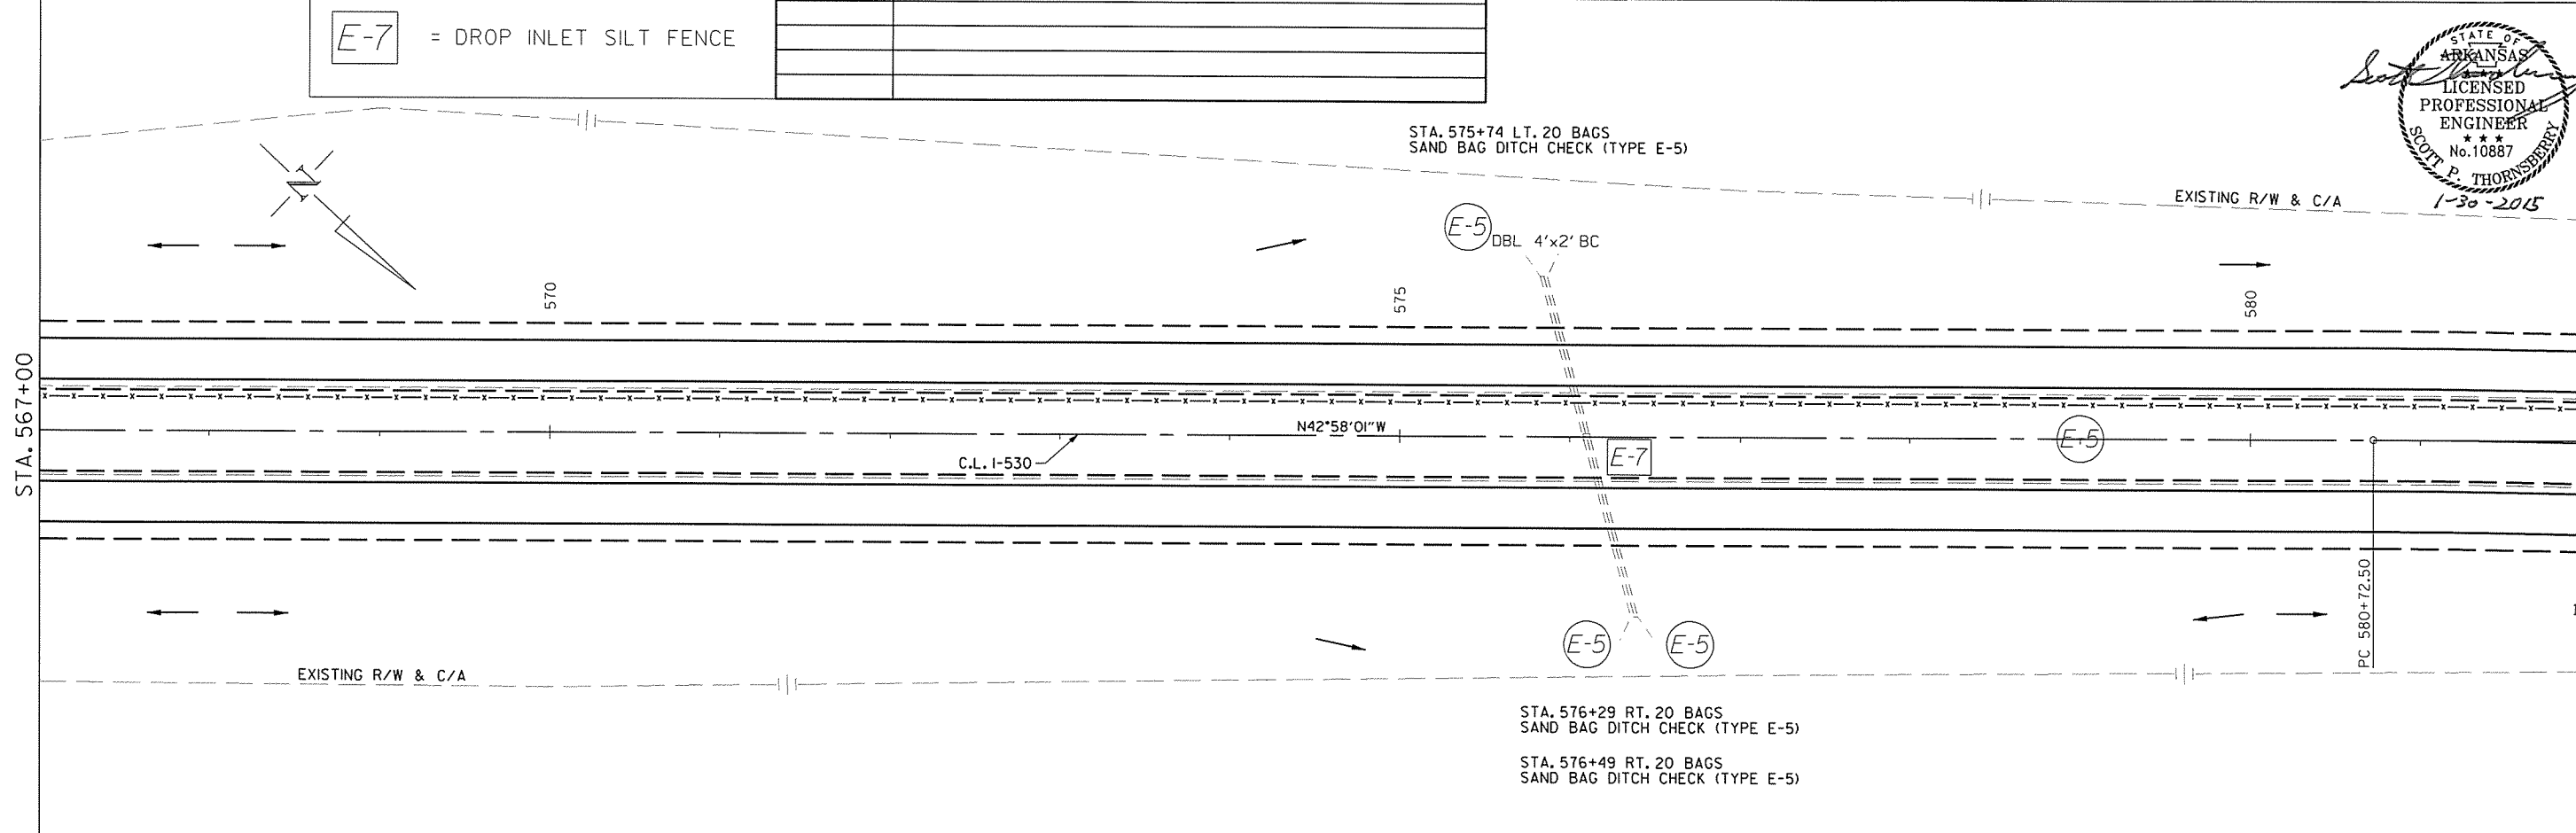 E-7 = DROP INLET SILT FENCE
STATE OF
ARKANSAS
★ ★ ★
LICENSED
PROFESSIONAL
ENGINEER
★ ★ ★
No.10887
SCOTT P. THORNSBERRY
1-30-2015
STA. 575+74 LT. 20 BAGS
SAND BAG DITCH CHECK (TYPE E-5)
EXISTING R/W & C/A
E-5
DBL 4'x2' BC
570
575
580
STA. 567+00
N42°58'01"W
C.L. I-530
E-7
E-5
PC 580+72.50
E-5
E-5
EXISTING R/W & C/A
STA. 576+29 RT. 20 BAGS
SAND BAG DITCH CHECK (TYPE E-5)
STA. 576+49 RT. 20 BAGS
SAND BAG DITCH CHECK (TYPE E-5)